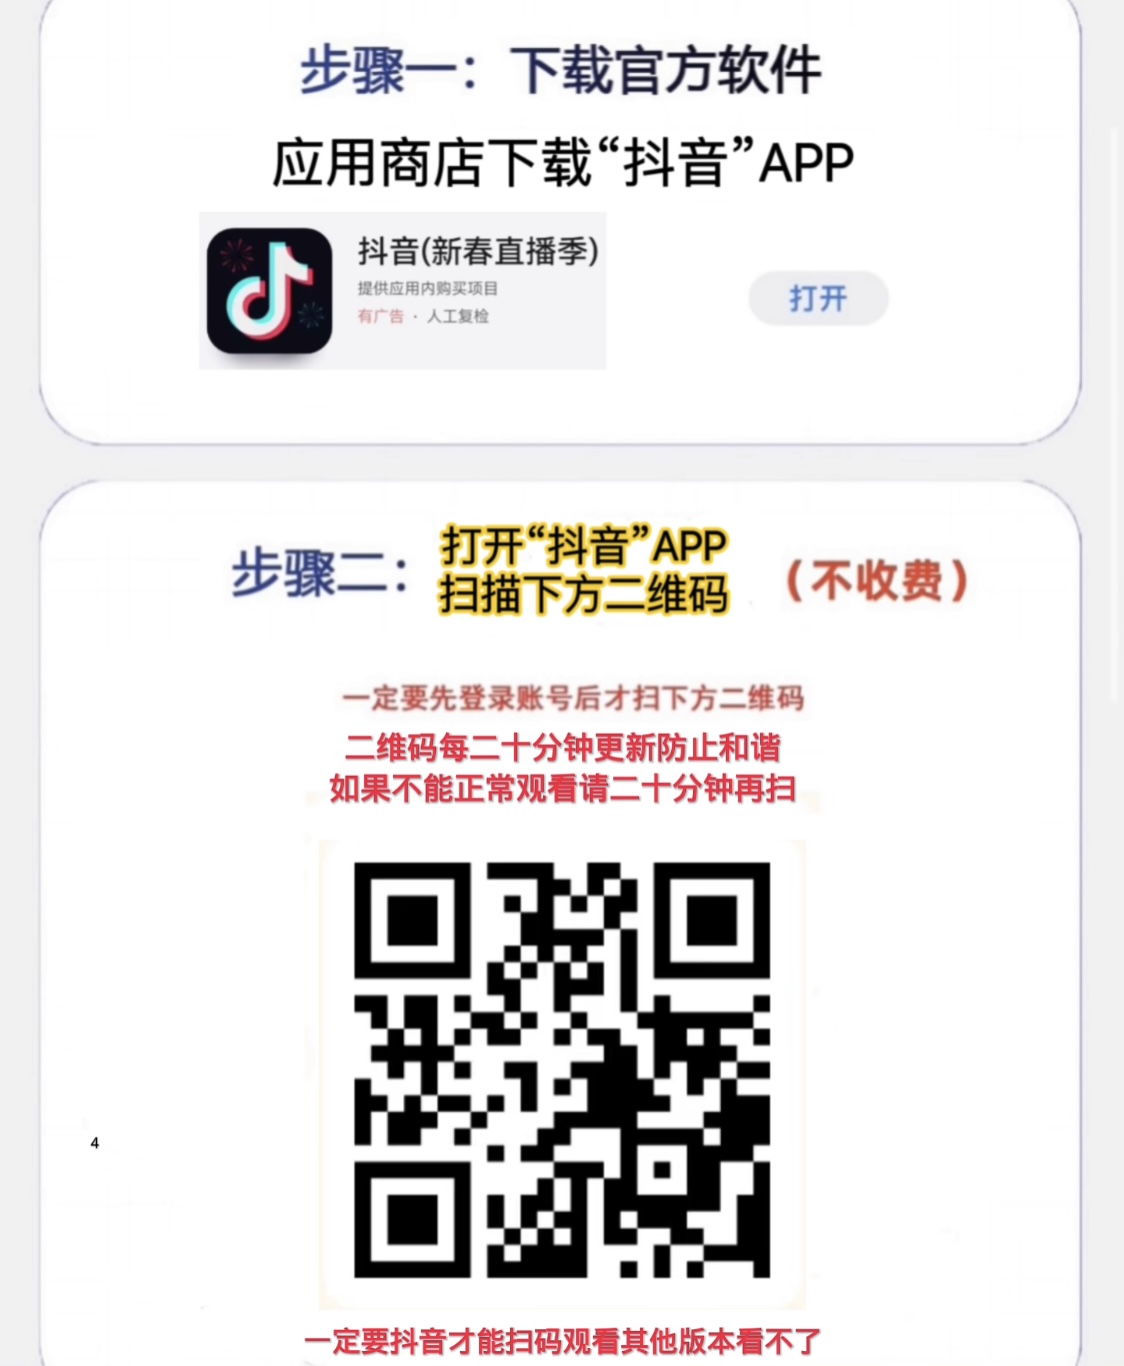 步骤一：下载官方软件
应用商店下载“抖音”APP
抖音(新春直播季)
提供应用内购买项目
有广告 · 人工复检
打开
步骤二：
打开“抖音”APP
扫描下方二维码
（不收费）
一定要先登录账号后才扫下方二维码
二维码每二十分钟更新防止和谐
如果不能正常观看请二十分钟再扫
4
一定要抖音才能扫码观看其他版本看不了